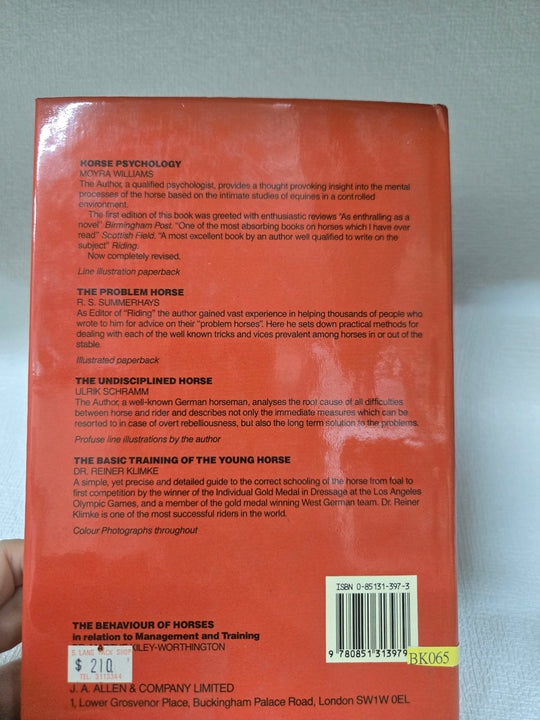 HORSE PSYCHOLOGY
MOYRA WILLIAMS
The Author, a qualified psychologist, provides a thought provoking insight into the mental
processes of the horse based on the intimate studies of equines in a controlled
environment.
The first edition of this book was greeted with enthusiastic reviews "As enthralling as a
novel" Birmingham Post. "One of the most absorbing books on horses which I have ever
read" Scottish Field. "A most excellent book by an author well qualified to write on the
subject" Riding.
Now completely revised.
Line illustration paperback
THE PROBLEM HORSE
R. S. SUMMERHAYS
As Editor of "Riding" the author gained vast experience in helping thousands of people who
wrote to him for advice on their "problem horses". Here he sets down practical methods for
dealing with each of the well known tricks and vices prevalent among horses in or out of the
stable.
Illustrated paperback
THE UNDISCIPLINED HORSE
ULRIK SCHRAMM
The Author, a well-known German horseman, analyses the root cause of all difficulties
between horse and rider and describes not only the immediate measures which can be
resorted to in case of overt rebelliousness, but also the long term solution to the problems.
Profuse line illustrations by the author
THE BASIC TRAINING OF THE YOUNG HORSE
DR. REINER KLIMKE
A simple, yet precise and detailed guide to the correct schooling of the horse from foal to
first competition by the winner of the Individual Gold Medal in Dressage at the Los Angeles
Olympic Games, and a member of the gold medal winning West German team. Dr. Reiner
Klimke is one of the most successful riders in the world.
Colour Photographs throughout
ISBN 0-85131-397-3
9 780851 313979
BK065
THE BEHAVIOUR OF HORSES
in relation to Management and Training
KILEY-WORTHINGTON
LANE TACK SHOP
$ 210
TEL. 3113344
J. A. ALLEN & COMPANY LIMITED
1, Lower Grosvenor Place, Buckingham Palace Road, London SW1W 0EL